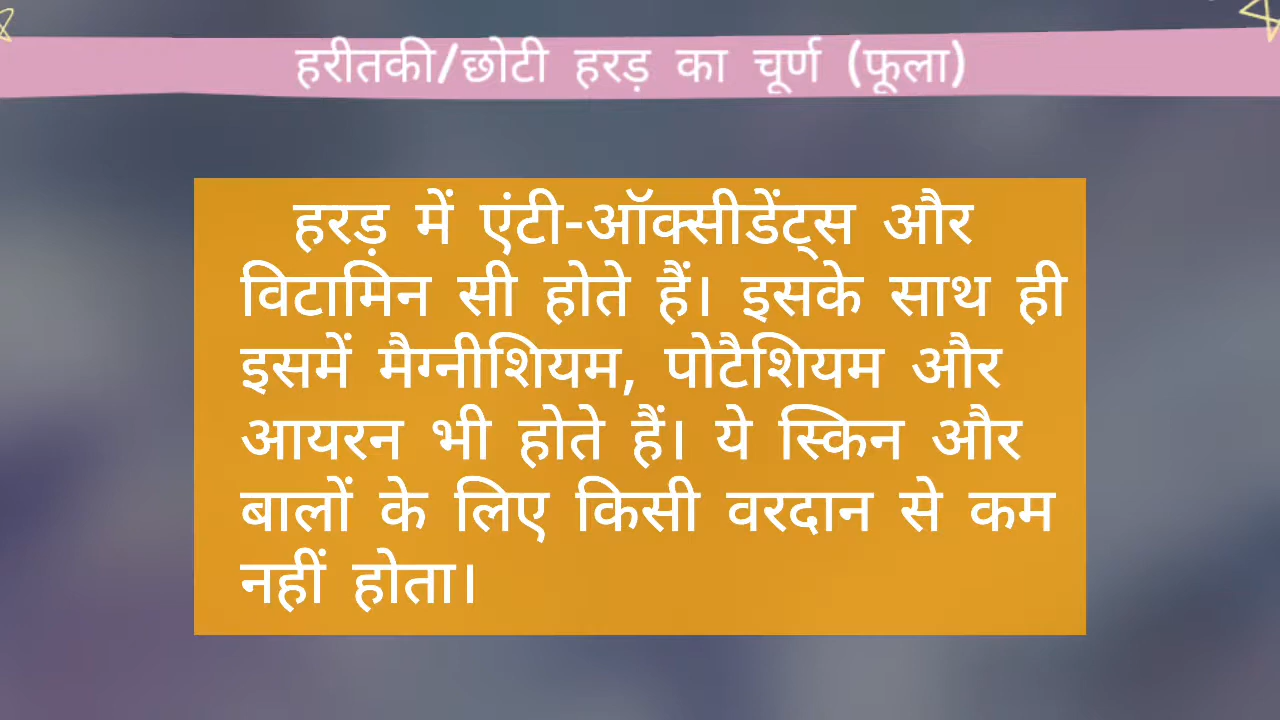 हरीतकी/छोटी हरड़ का चूर्ण (फूला)
हरड़ में एंटी-ऑक्सीडेंट्स और
विटामिन सी होते हैं। इसके साथ ही
इसमें मैग्नीशियम, पोटैशियम और
आयरन भी होते हैं। ये स्किन और
बालों के लिए किसी वरदान से कम
नहीं होता।